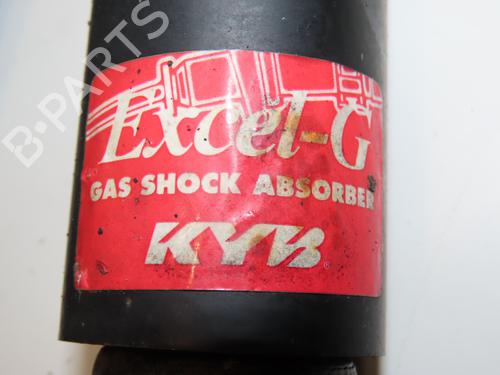 B-PARTS
Excel-G
GAS SHOCK ABSORBER
KYB®